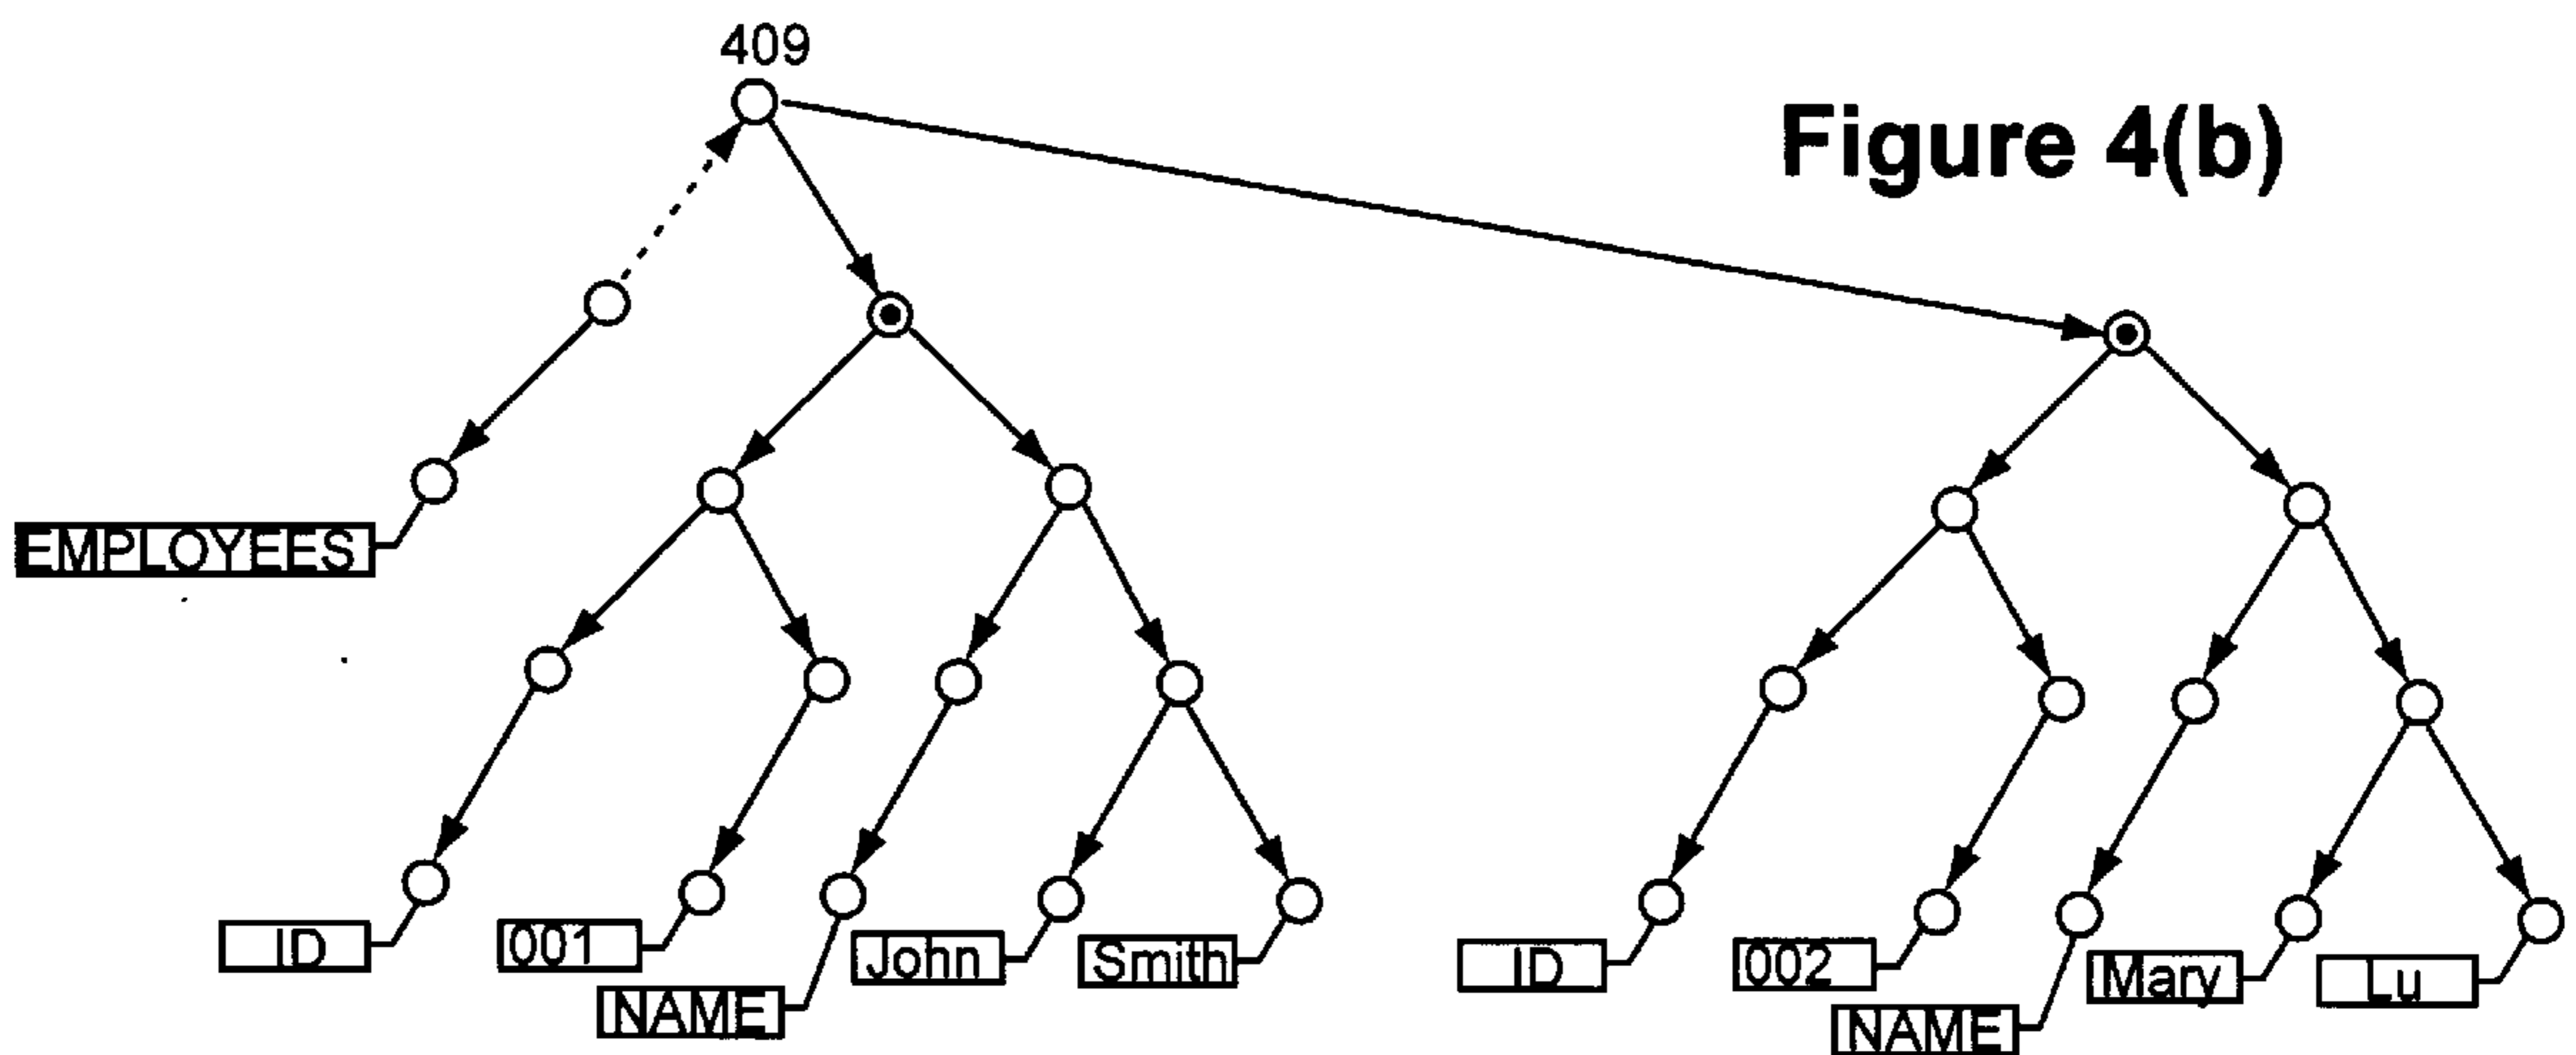 409
Figure 4(b)
EMPLOYEES
ID
001
NAME
John
Smith
ID
002
NAME
Mary
Lu